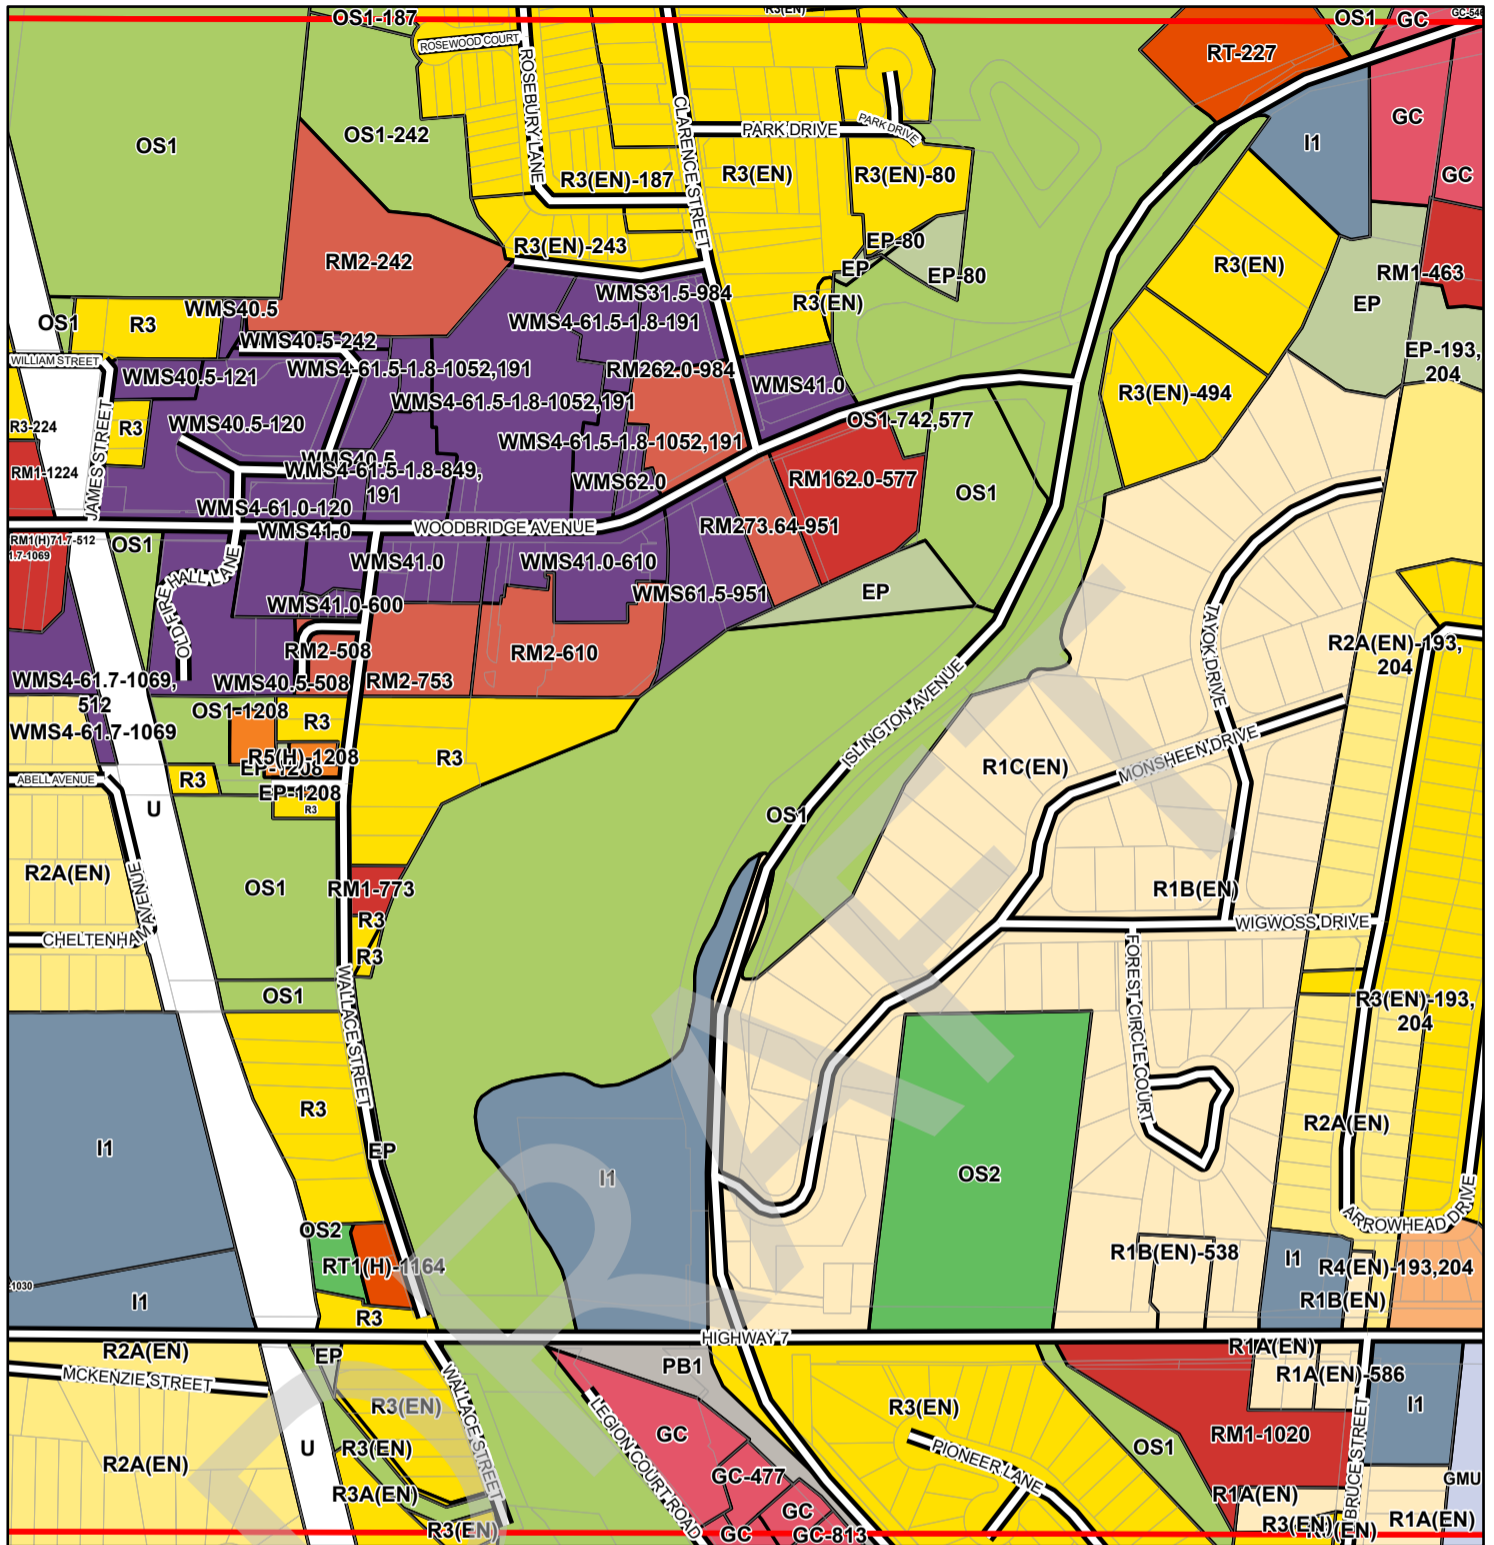 OS1-187
R3(EN)
OS1
GC
GC-546
ROSEWOOD COURT
ROSEBURY LANE
CLARENCE STREET
RT-227
OS1
OS1-242
PARK DRIVE
PARK DRIVE
I1
GC
GC
R3(EN)-187
R3(EN)
R3(EN)-80
RM2-242
R3(EN)-243
EP-80
EP
EP-80
R3(EN)
RM1-463
EP
WMS31.5-984
R3(EN)
WMS40.5
OS1
R3
WMS4-61.5-1.8-191
WMS40.5-242
WILLIAM STREET
WMS4-61.5-1.8-1052,191
RM262.0-984
WMS41.0
EP-193,
204
WMS40.5-121
R3(EN)-494
WMS4-61.5-1.8-1052,191
R3-224
R3
WMS40.5-120
OS1-742,577
JAMES STREET
WMS4-61.5-1.8-1052,191
WMS40.5
RM1-1224
WMS4-61.5-1.8-849,
191
WMS62.0
RM162.0-577
OS1
WMS4-61.0-120
WMS41.0
WOODBRIDGE AVENUE
RM273.64-951
RM1(H)71.7-512
1.7-1069
OS1
WMS41.0
WMS41.0-610
OLD FIRE HALL LANE
WMS61.5-951
EP
WMS41.0-600
TAYOK DRIVE
RM2-508
RM2-610
R2A(EN)-193,
204
WMS4-61.7-1069,
512
WMS40.5-508
RM2-753
ISLINGTON AVENUE
OS1-1208
R3
WMS4-61.7-1069
R5(H)-1208
EP-1208
R3
MONSHEEN DRIVE
R1C(EN)
ABELL AVENUE
R3
EP-1208
R3
U
OS1
R2A(EN)
OS1
RM1-773
R1B(EN)
CHELTENHAM AVENUE
R3
WIGWOSS DRIVE
R3
FOREST CIRCLE COURT
WALLACE STREET
OS1
R3(EN)-193,
204
R3
R2A(EN)
I1
EP
I1
OS2
ARROWHEAD DRIVE
OS2
R1B(EN)-538
I1
R4(EN)-193,204
RT1(H)-1164
-1030
I1
R1B(EN)
R3
HIGHWAY 7
R2A(EN)
EP
PB1
R1A(EN)
MCKENZIE STREET
WALLACE STREET
R1A(EN)-586
R3(EN)
LEGION COURT ROAD
R3(EN)
I1
GC
RM1-1020
U
R3(EN)
PIONEER LANE
OS1
BRUCE STREET
R2A(EN)
GC-477
GMU
R3A(EN)
R1A(EN)
GC
R1A(EN)
R3(EN)
GC
GC-813
R3(EN)
DRAFT